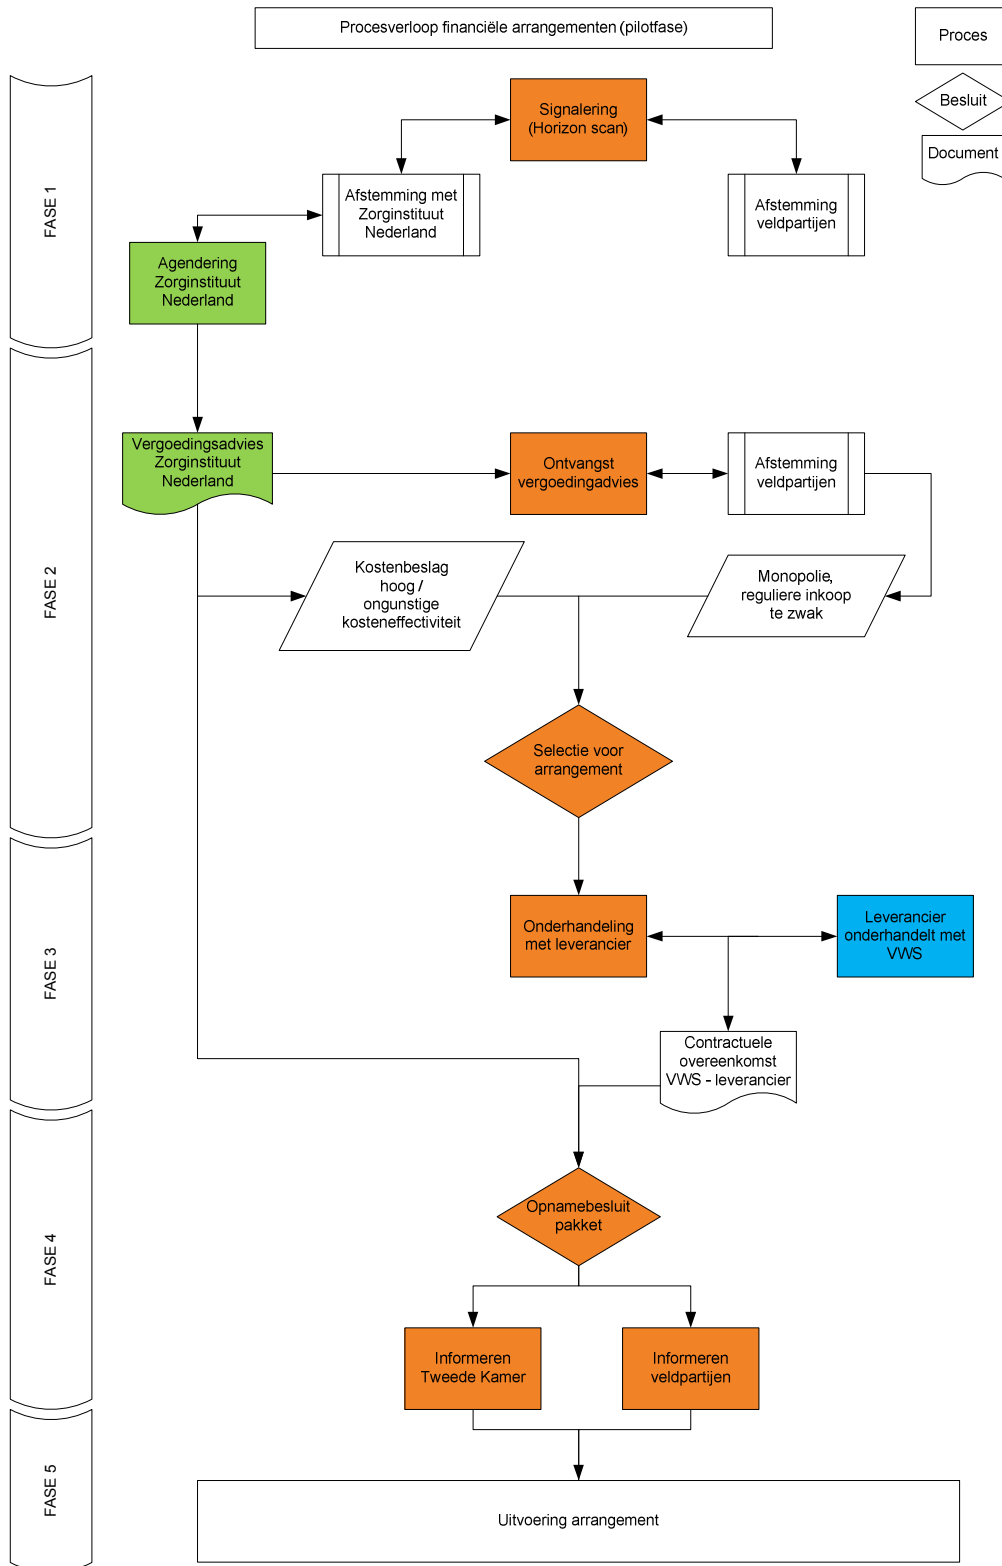 Procesverloop financiële arrangementen (pilotfase)
Proces
Besluit
Document
FASE 1
Signalering
(Horizon scan)
Afstemming met
Zorginstituut
Nederland
Afstemming
veldpartijen
Agendering
Zorginstituut
Nederland
FASE 2
Vergoedingsadvies
Zorginstituut
Nederland
Ontvangst
vergoedingadvies
Afstemming
veldpartijen
Kostenbeslag
hoog /
ongunstige
kosteneffectiviteit
Monopolie,
reguliere inkoop
te zwak
Selectie voor
arrangement
FASE 3
Onderhandeling
met leverancier
Leverancier
onderhandelt met
VWS
Contractuele
overeenkomst
VWS - leverancier
FASE 4
Opnamebesluit
pakket
Informeren
Tweede Kamer
Informeren
veldpartijen
FASE 5
Uitvoering arrangement